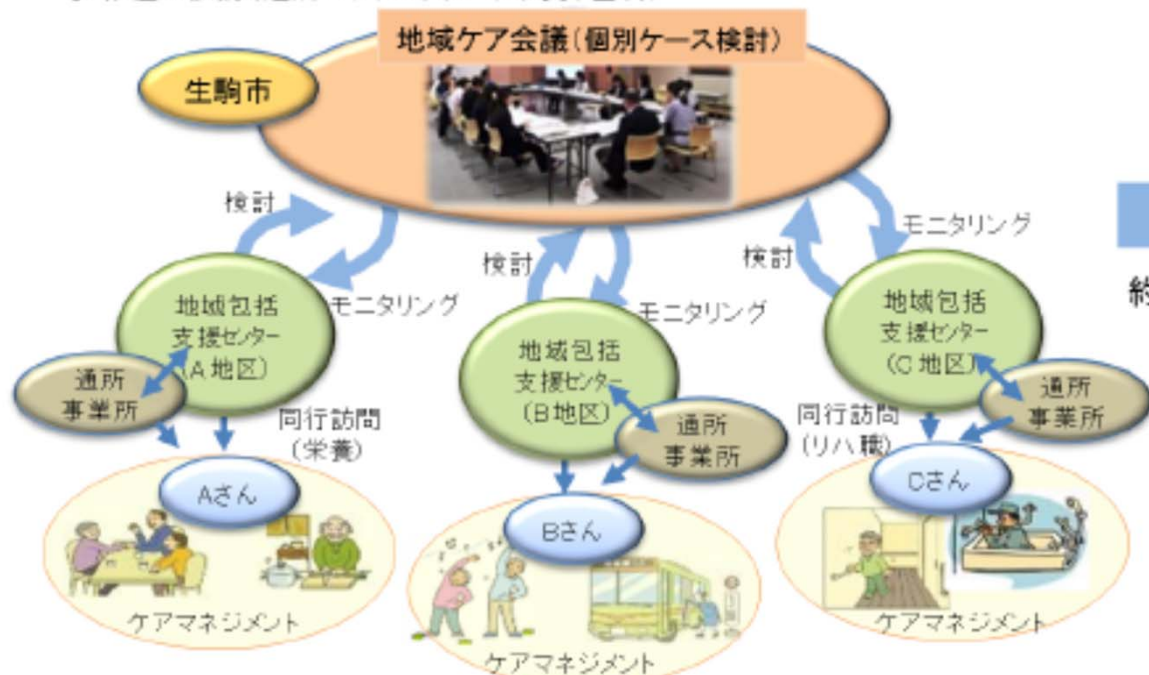 地域ケア会議(個別ケース検討)
生駒市
検討
モニタリング
検討
モニタリング
検討
モニタリング
約
地域包括
支援センター
(A地区)
通所
事業所
地域包括
支援センター
(B地区)
通所
事業所
地域包括
支援センター
(C地区)
通所
事業所
同行訪問
(栄養)
同行訪問
(リハ職)
Aさん
Bさん
Cさん
ケアマネジメント
ケアマネジメント
ケアマネジメント